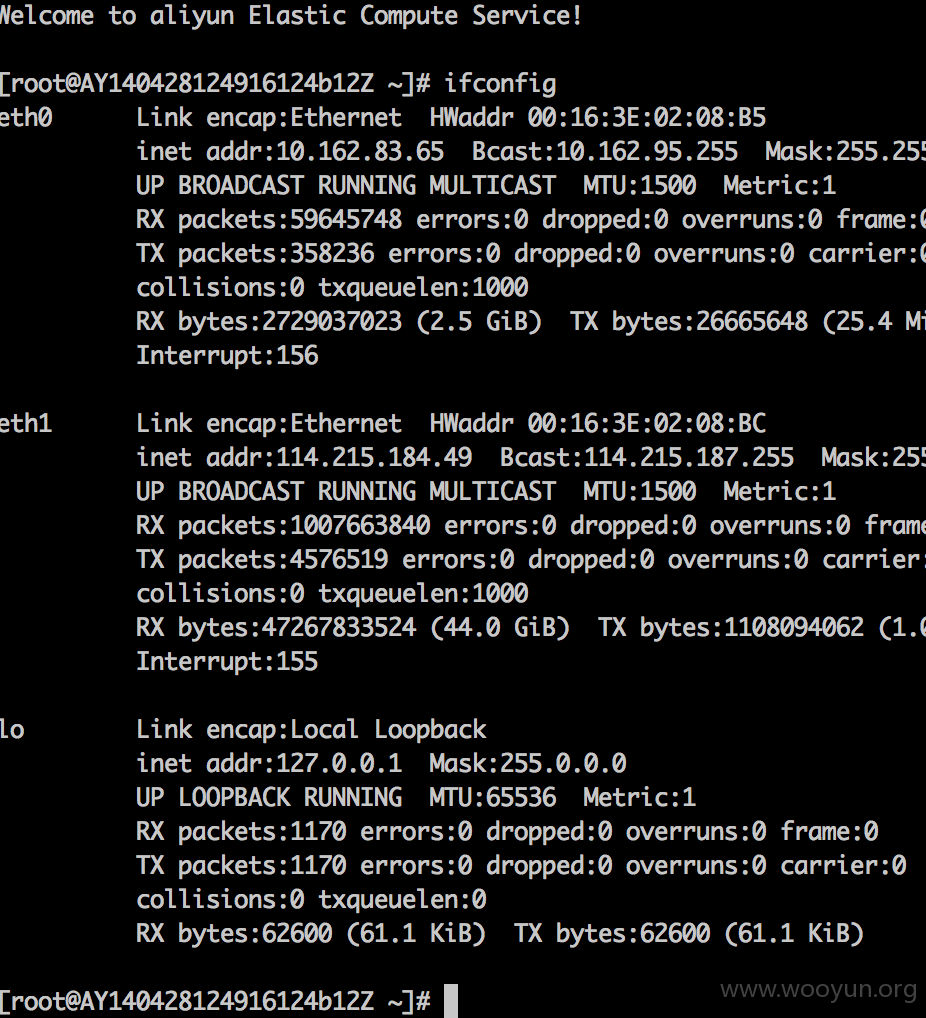 Welcome to aliyun Elastic Compute Service!
[root@AY140428124916124b12Z ~]# ifconfig
eth0 Link encap:Ethernet HWaddr 00:16:3E:02:08:B5
inet addr:10.162.83.65 Bcast:10.162.95.255 Mask:255.255
UP BROADCAST RUNNING MULTICAST MTU:1500 Metric:1
RX packets:59645748 errors:0 dropped:0 overruns:0 frame:0
TX packets:358236 errors:0 dropped:0 overruns:0 carrier:0
collisions:0 txqueuelen:1000
RX bytes:2729037023 (2.5 GiB) TX bytes:26665648 (25.4 Mi
Interrupt:156
eth1 Link encap:Ethernet HWaddr 00:16:3E:02:08:BC
inet addr:114.215.184.49 Bcast:114.215.187.255 Mask:255
UP BROADCAST RUNNING MULTICAST MTU:1500 Metric:1
RX packets:1007663840 errors:0 dropped:0 overruns:0 frame
TX packets:4576519 errors:0 dropped:0 overruns:0 carrier:
collisions:0 txqueuelen:1000
RX bytes:47267833524 (44.0 GiB) TX bytes:1108094062 (1.0
Interrupt:155
lo Link encap:Local Loopback
inet addr:127.0.0.1 Mask:255.0.0.0
UP LOOPBACK RUNNING MTU:65536 Metric:1
RX packets:1170 errors:0 dropped:0 overruns:0 frame:0
TX packets:1170 errors:0 dropped:0 overruns:0 carrier:0
collisions:0 txqueuelen:0
RX bytes:62600 (61.1 KiB) TX bytes:62600 (61.1 KiB)
[root@AY140428124916124b12Z ~]#
www.wooyun.org